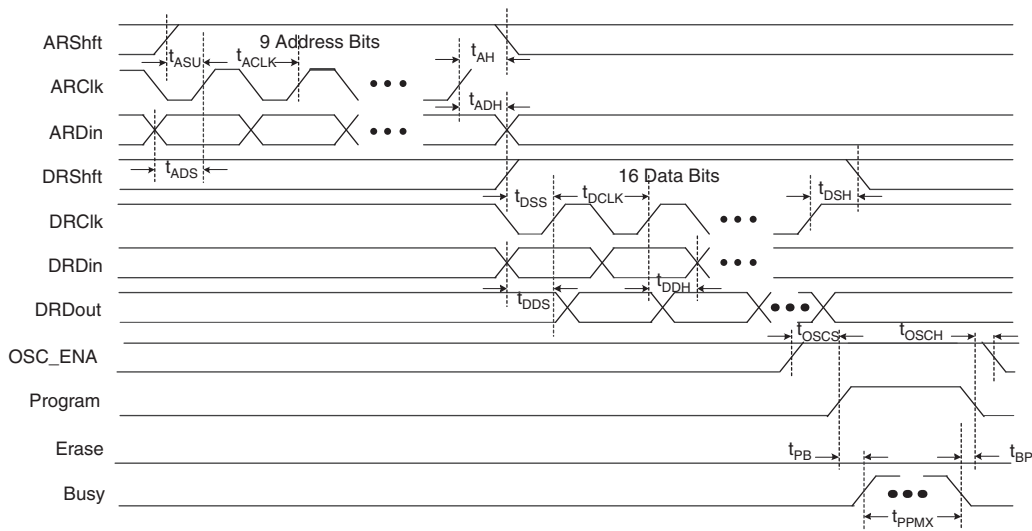 ARShft
9 Address Bits
tASU
tACLK
tAH
ARClk
tADH
ARDin
tADS
DRShft
16 Data Bits
tDSS
tDCLK
tDSH
DRClk
DRDin
tDDS
tDDH
DRDout
tOSCS
tOSCH
OSC_ENA
Program
Erase
tPB
tBP
Busy
tPPMX